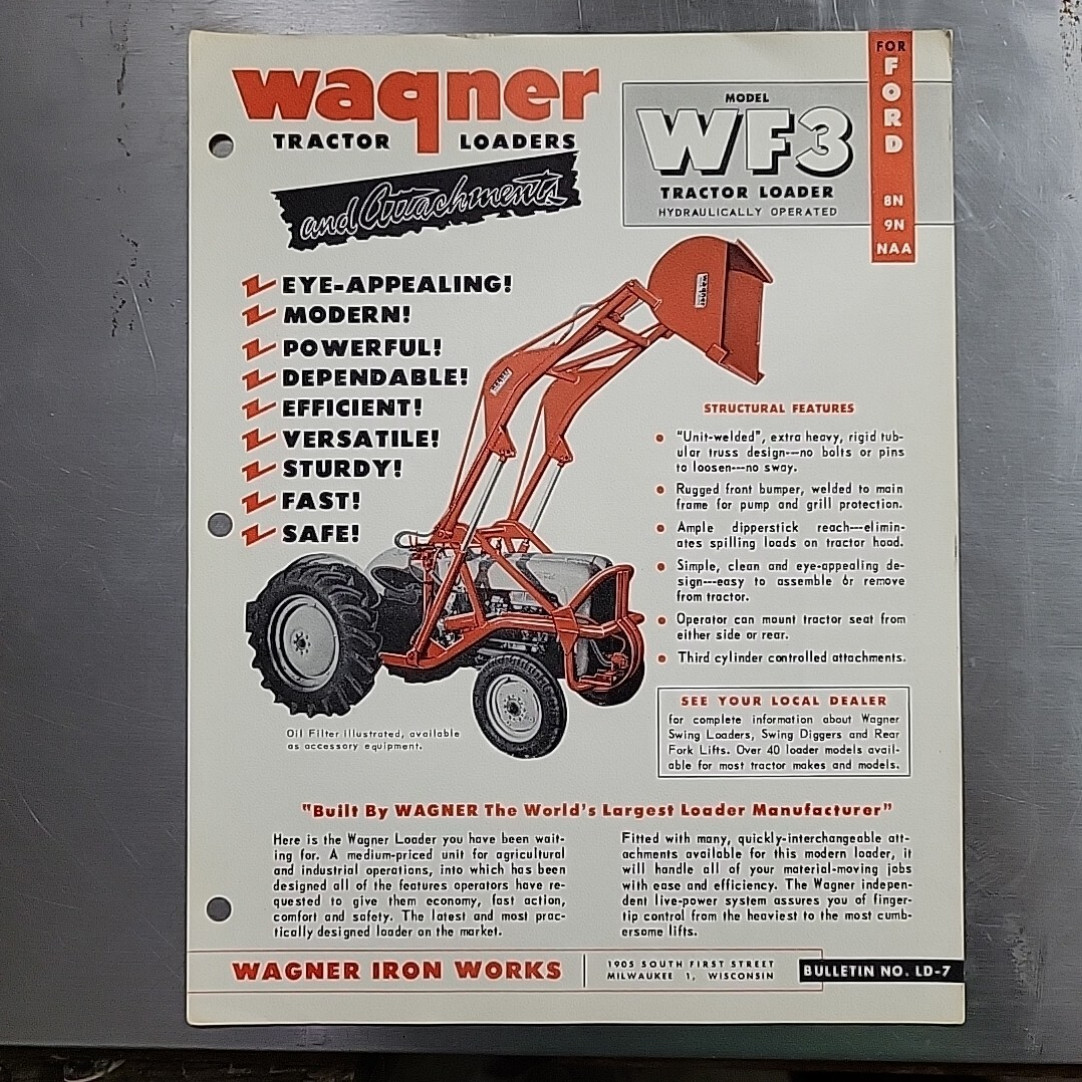 wagner
TRACTOR LOADERS
and Attachments
MODEL
WF3
TRACTOR LOADER
HYDRAULICALLY OPERATED
FOR
FORD
8N
9N
NAA
EYE-APPEALING!
MODERN!
POWERFUL!
DEPENDABLE!
EFFICIENT!
VERSATILE!
STURDY!
FAST!
SAFE!
wagner
STRUCTURAL FEATURES
"Unit-welded", extra heavy, rigid tub-
ular truss design---no bolts or pins
to loosen---no sway.
Rugged front bumper, welded to main
frame for pump and grill protection.
Ample dipperstick reach---elimin-
ates spilling loads on tractor hood.
Simple, clean and eye-appealing de-
sign---easy to assemble or remove
from tractor.
Operator can mount tractor seat from
either side or rear.
Third cylinder controlled attachments.
SEE YOUR LOCAL DEALER
for complete information about Wagner
Swing Loaders, Swing Diggers and Rear
Fork Lifts. Over 40 loader models avail-
able for most tractor makes and models.
Oil Filter illustrated, available
as accessory equipment.
"Built By WAGNER The World's Largest Loader Manufacturer"
Here is the Wagner Loader you have been wait-
ing for. A medium-priced unit for agricultural
and industrial operations, into which has been
designed all of the features operators have re-
quested to give them economy, fast action,
comfort and safety. The latest and most prac-
tically designed loader on the market.
Fitted with many, quickly-interchangeable att-
achments available for this modern loader, it
will handle all of your material-moving jobs
with ease and efficiency. The Wagner indepen-
dent live-power system assures you of finger-
tip control from the heaviest to the most cumb-
ersome lifts.
WAGNER IRON WORKS
1905 SOUTH FIRST STREET
MILWAUKEE 1, WISCONSIN
BULLETIN NO. LD-7